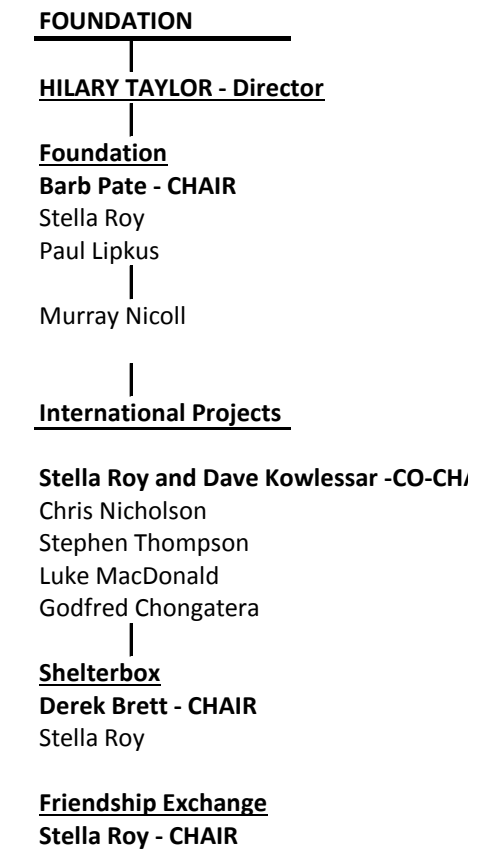 FOUNDATION
HILARY TAYLOR - Director
Foundation
Barb Pate - CHAIR
Stella Roy
Paul Lipkus
Murray Nicoll
International Projects
Stella Roy and Dave Kowlessar -CO-CH
Chris Nicholson
Stephen Thompson
Luke MacDonald
Godfred Chongatera
Shelterbox
Derek Brett - CHAIR
Stella Roy
Friendship Exchange
Stella Roy - CHAIR